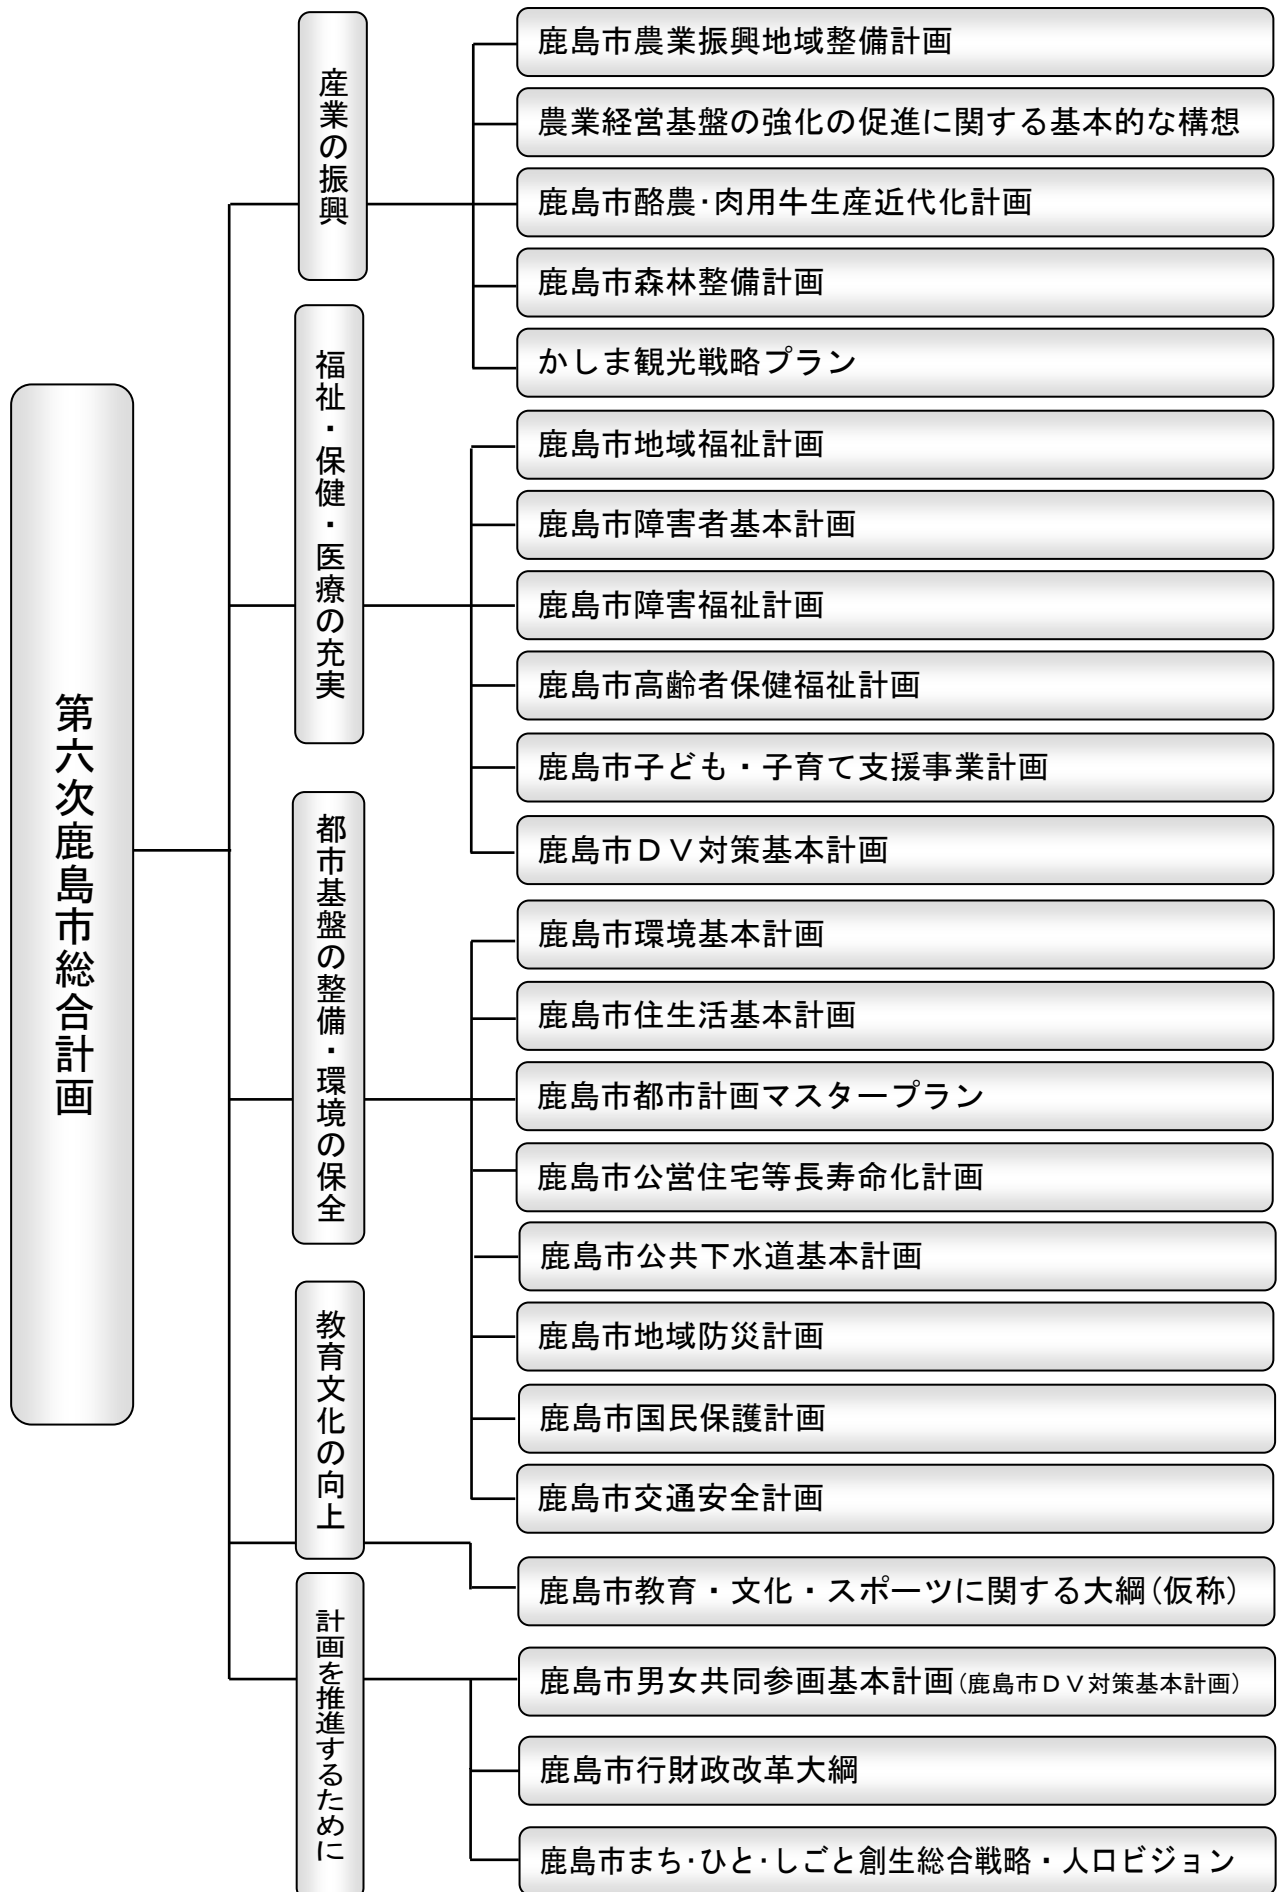 第六次鹿島市総合計画
産業の振興
鹿島市農業振興地域整備計画
農業経営基盤の強化の促進に関する基本的な構想
鹿島市酪農･肉用牛生産近代化計画
鹿島市森林整備計画
かしま観光戦略プラン
福祉・保健・医療の充実
鹿島市地域福祉計画
鹿島市障害者基本計画
鹿島市障害福祉計画
鹿島市高齢者保健福祉計画
鹿島市子ども・子育て支援事業計画
鹿島市ＤＶ対策基本計画
都市基盤の整備・環境の保全
鹿島市環境基本計画
鹿島市住生活基本計画
鹿島市都市計画マスタープラン
鹿島市公営住宅等長寿命化計画
鹿島市公共下水道基本計画
鹿島市地域防災計画
鹿島市国民保護計画
鹿島市交通安全計画
教育文化の向上
鹿島市教育・文化・スポーツに関する大綱(仮称)
計画を推進するために
鹿島市男女共同参画基本計画(鹿島市ＤＶ対策基本計画)
鹿島市行財政改革大綱
鹿島市まち･ひと･しごと創生総合戦略・人口ビジョン